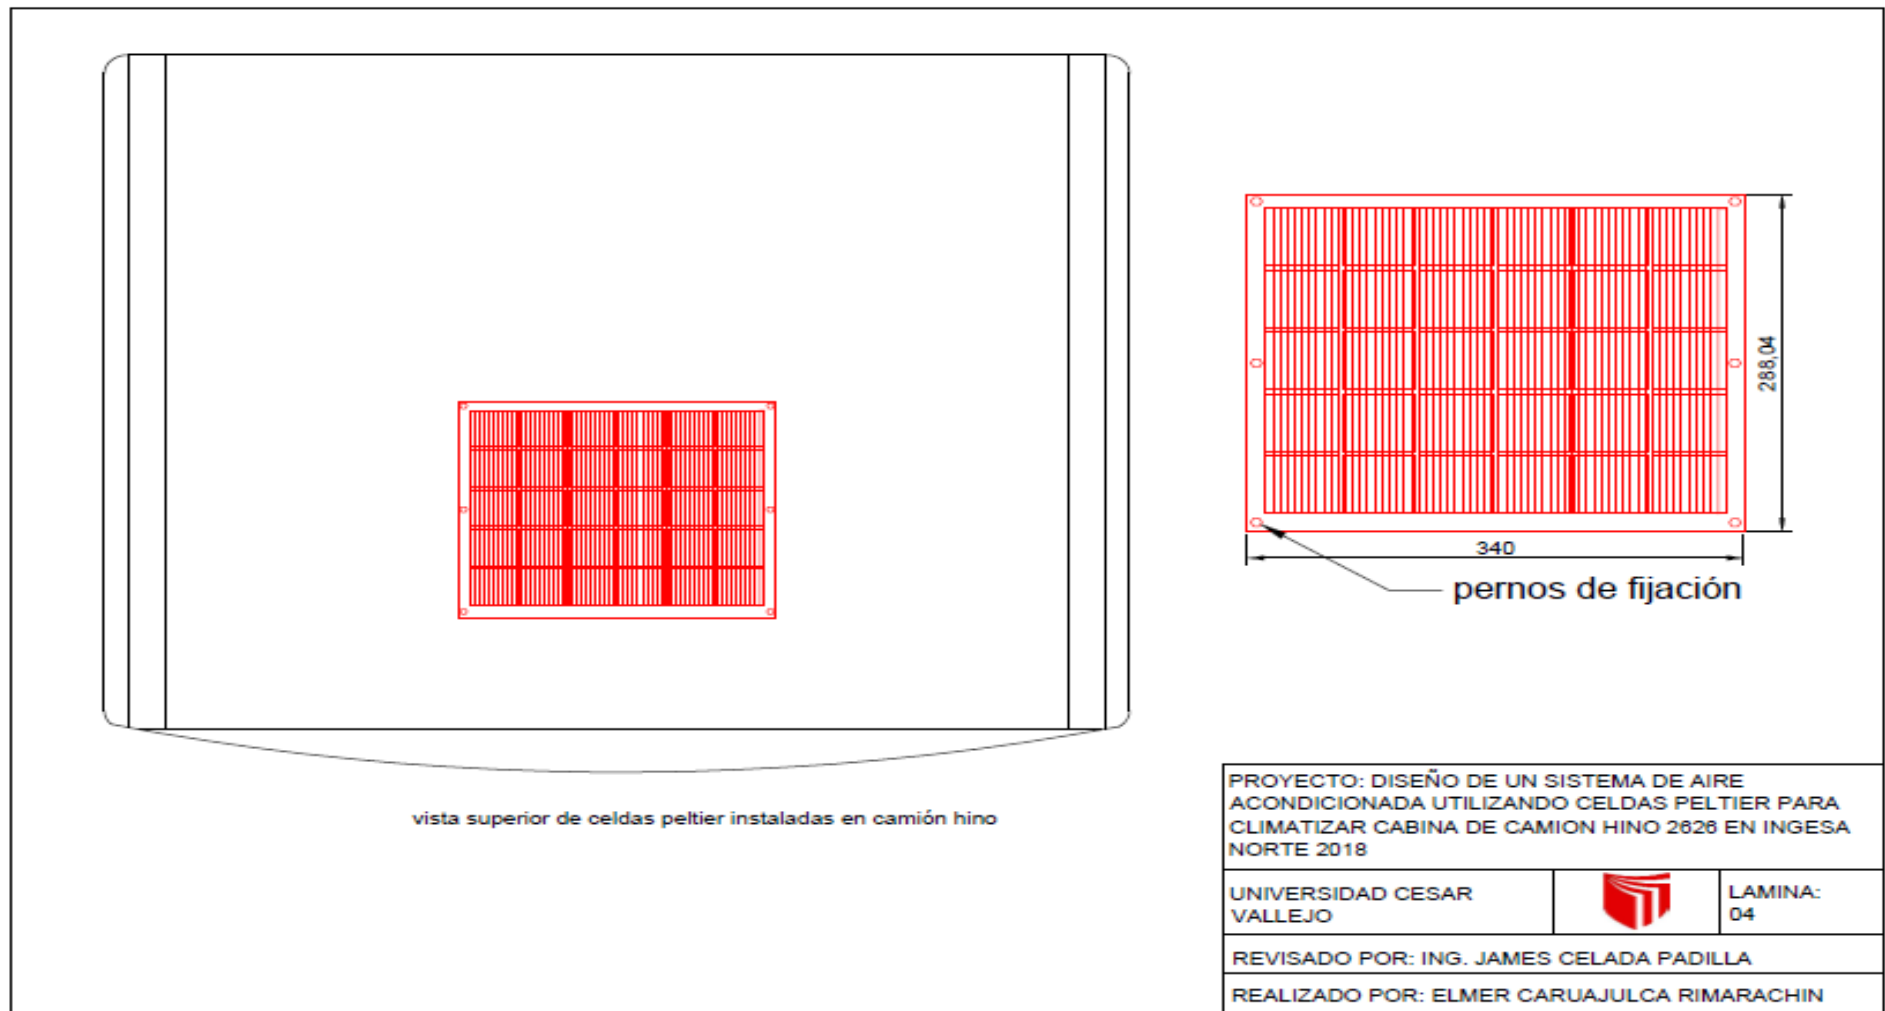 288,04
340
pernos de fijación
vista superior de celdas peltier instaladas en camión hino
PROYECTO: DISEÑO DE UN SISTEMA DE AIRE
ACONDICIONADA UTILIZANDO CELDAS PELTIER PARA
CLIMATIZAR CABINA DE CAMION HINO 2626 EN INGESA
NORTE 2018
UNIVERSIDAD CESAR
VALLEJO
LAMINA:
04
REVISADO POR: ING. JAMES CELADA PADILLA
REALIZADO POR: ELMER CARUAJULCA RIMARACHIN